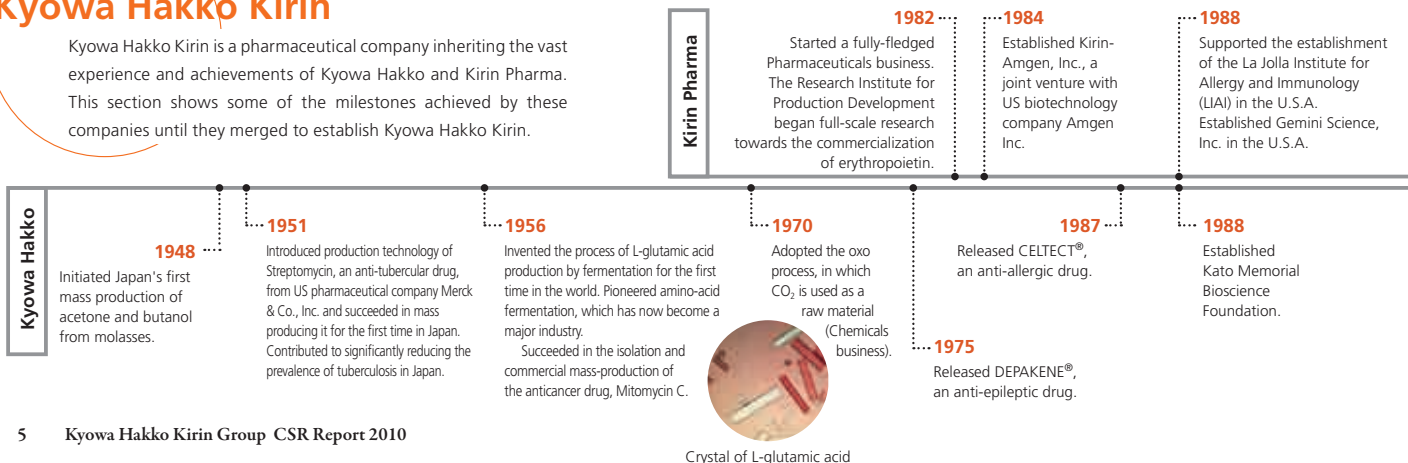 Kyowa Hakko Kirin
Kyowa Hakko Kirin is a pharmaceutical company inheriting the vast
experience and achievements of Kyowa Hakko and Kirin Pharma.
This section shows some of the milestones achieved by these
companies until they merged to establish Kyowa Hakko Kirin.
Kirin Pharma
1982
Started a fully-fledged
Pharmaceuticals business.
The Research Institute for
Production Development
began full-scale research
towards the commercialization
of erythropoietin.
1984
Established Kirin-
Amgen, Inc., a
joint venture with
US biotechnology
company Amgen
Inc.
1988
Supported the establishment
of the La Jolla Institute for
Allergy and Immunology
(LIAI) in the U.S.A.
Established Gemini Science,
Inc. in the U.S.A.
Kyowa Hakko
1948
Initiated Japan's first
mass production of
acetone and butanol
from molasses.
1951
Introduced production technology of
Streptomycin, an anti-tubercular drug,
from US pharmaceutical company Merck
& Co., Inc. and succeeded in mass
producing it for the first time in Japan.
Contributed to significantly reducing the
prevalence of tuberculosis in Japan.
1956
Invented the process of L-glutamic acid
production by fermentation for the first
time in the world. Pioneered amino-acid
fermentation, which has now become a
major industry.
Succeeded in the isolation and
commercial mass-production of
the anticancer drug, Mitomycin C.
1970
Adopted the oxo
process, in which
CO₂ is used as a
raw material
(Chemicals
business).
1975
Released DEPAKENE®,
an anti-epileptic drug.
1987
Released CELTECT®,
an anti-allergic drug.
1988
Established
Kato Memorial
Bioscience
Foundation.
Crystal of L-glutamic acid
5 Kyowa Hakko Kirin Group CSR Report 2010